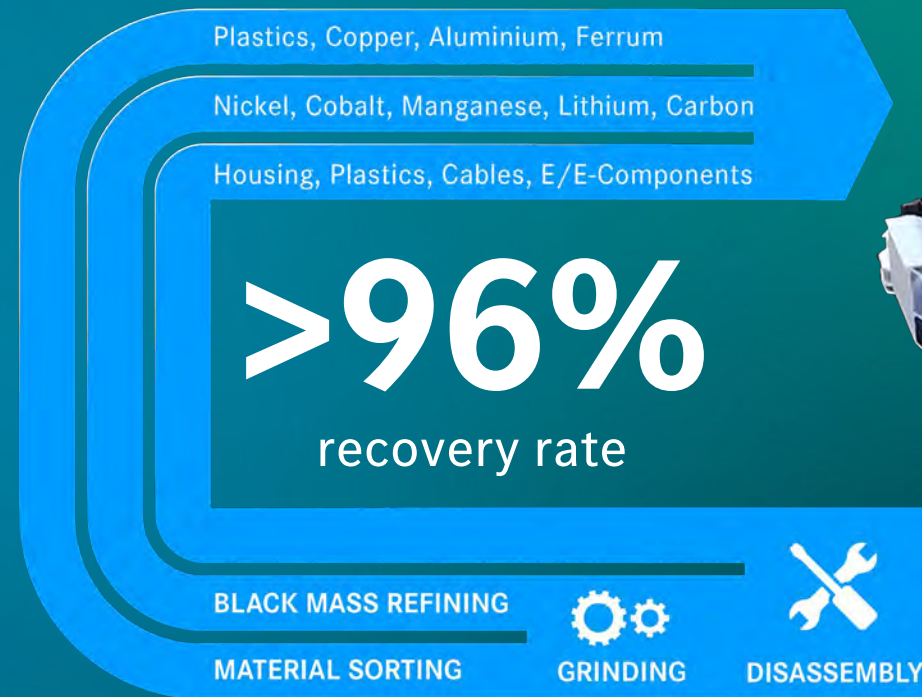 Plastics, Copper, Aluminium, Ferrum
Nickel, Cobalt, Manganese, Lithium, Carbon
Housing, Plastics, Cables, E/E-Components
>96%
recovery rate
BLACK MASS REFINING
MATERIAL SORTING
GRINDING
DISASSEMBLY